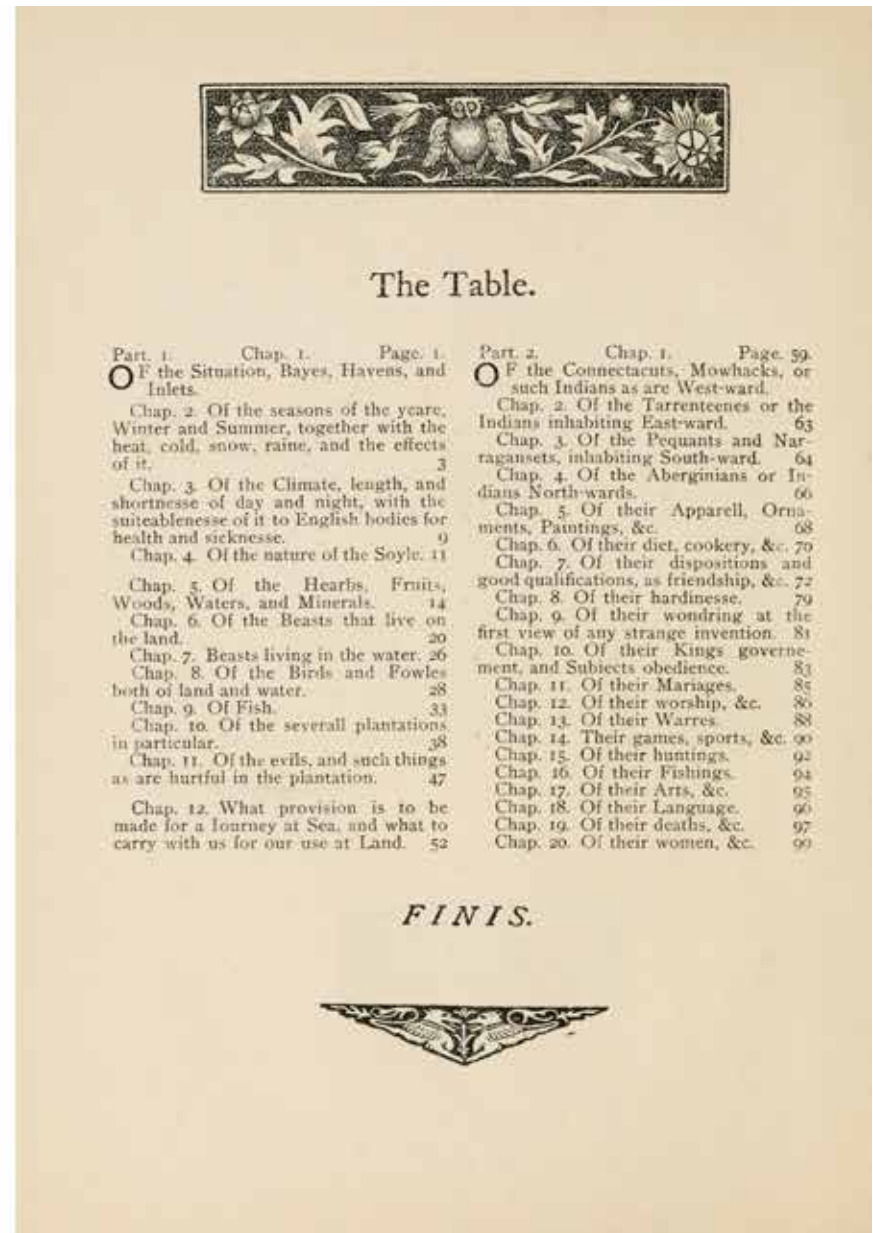 The Table.
Part. 1. Chap. 1. Page. 1.
OF the Situation, Bayes, Havens, and
Inlets.
Chap. 2. Of the seasons of the yeare,
Winter and Summer, together with the
heat, cold, snow, raine, and the effects
of it. 3
Chap. 3. Of the Climate, length, and
shortnesse of day and night, with the
suiteablenesse of it to English bodies for
health and sicknesse. 9
Chap. 4. Of the nature of the Soyle. 11
Chap. 5. Of the Hearbs, Fruits,
Woods, Waters, and Minerals. 14
Chap. 6. Of the Beasts that live on
the land. 20
Chap. 7. Beasts living in the water. 26
Chap. 8. Of the Birds and Fowles
both of land and water. 28
Chap. 9. Of Fish. 33
Chap. 10. Of the severall plantations
in particular. 38
Chap. 11. Of the evils, and such things
as are hurtful in the plantation. 47
Chap. 12. What provision is to be
made for a Iourney at Sea, and what to
carry with us for our use at Land. 52
Part. 2. Chap. 1. Page. 59.
OF the Connectacuts, Mowhacks, or
such Indians as are West-ward.
Chap. 2. Of the Tarrenteenes or the
Indians inhabiting East-ward. 63
Chap. 3. Of the Pequants and Nar-
ragansets, inhabiting South-ward. 64
Chap. 4. Of the Aberginians or In-
dians North-wards. 66
Chap. 5. Of their Apparell, Orna-
ments, Paintings, &c. 68
Chap. 6. Of their diet, cookery, &c. 70
Chap. 7. Of their dispositions and
good qualifications, as friendship, &c. 72
Chap. 8. Of their hardinesse. 79
Chap. 9. Of their wondring at the
first view of any strange invention. 81
Chap. 10. Of their Kings governe-
ment, and Subiects obedience. 83
Chap. 11. Of their Mariages. 85
Chap. 12. Of their worship, &c. 86
Chap. 13. Of their Warres. 88
Chap. 14. Their games, sports, &c. 90
Chap. 15. Of their huntings. 92
Chap. 16. Of their Fishings. 94
Chap. 17. Of their Arts, &c. 95
Chap. 18. Of their Language. 96
Chap. 19. Of their deaths, &c. 97
Chap. 20. Of their women, &c. 99
FINIS.